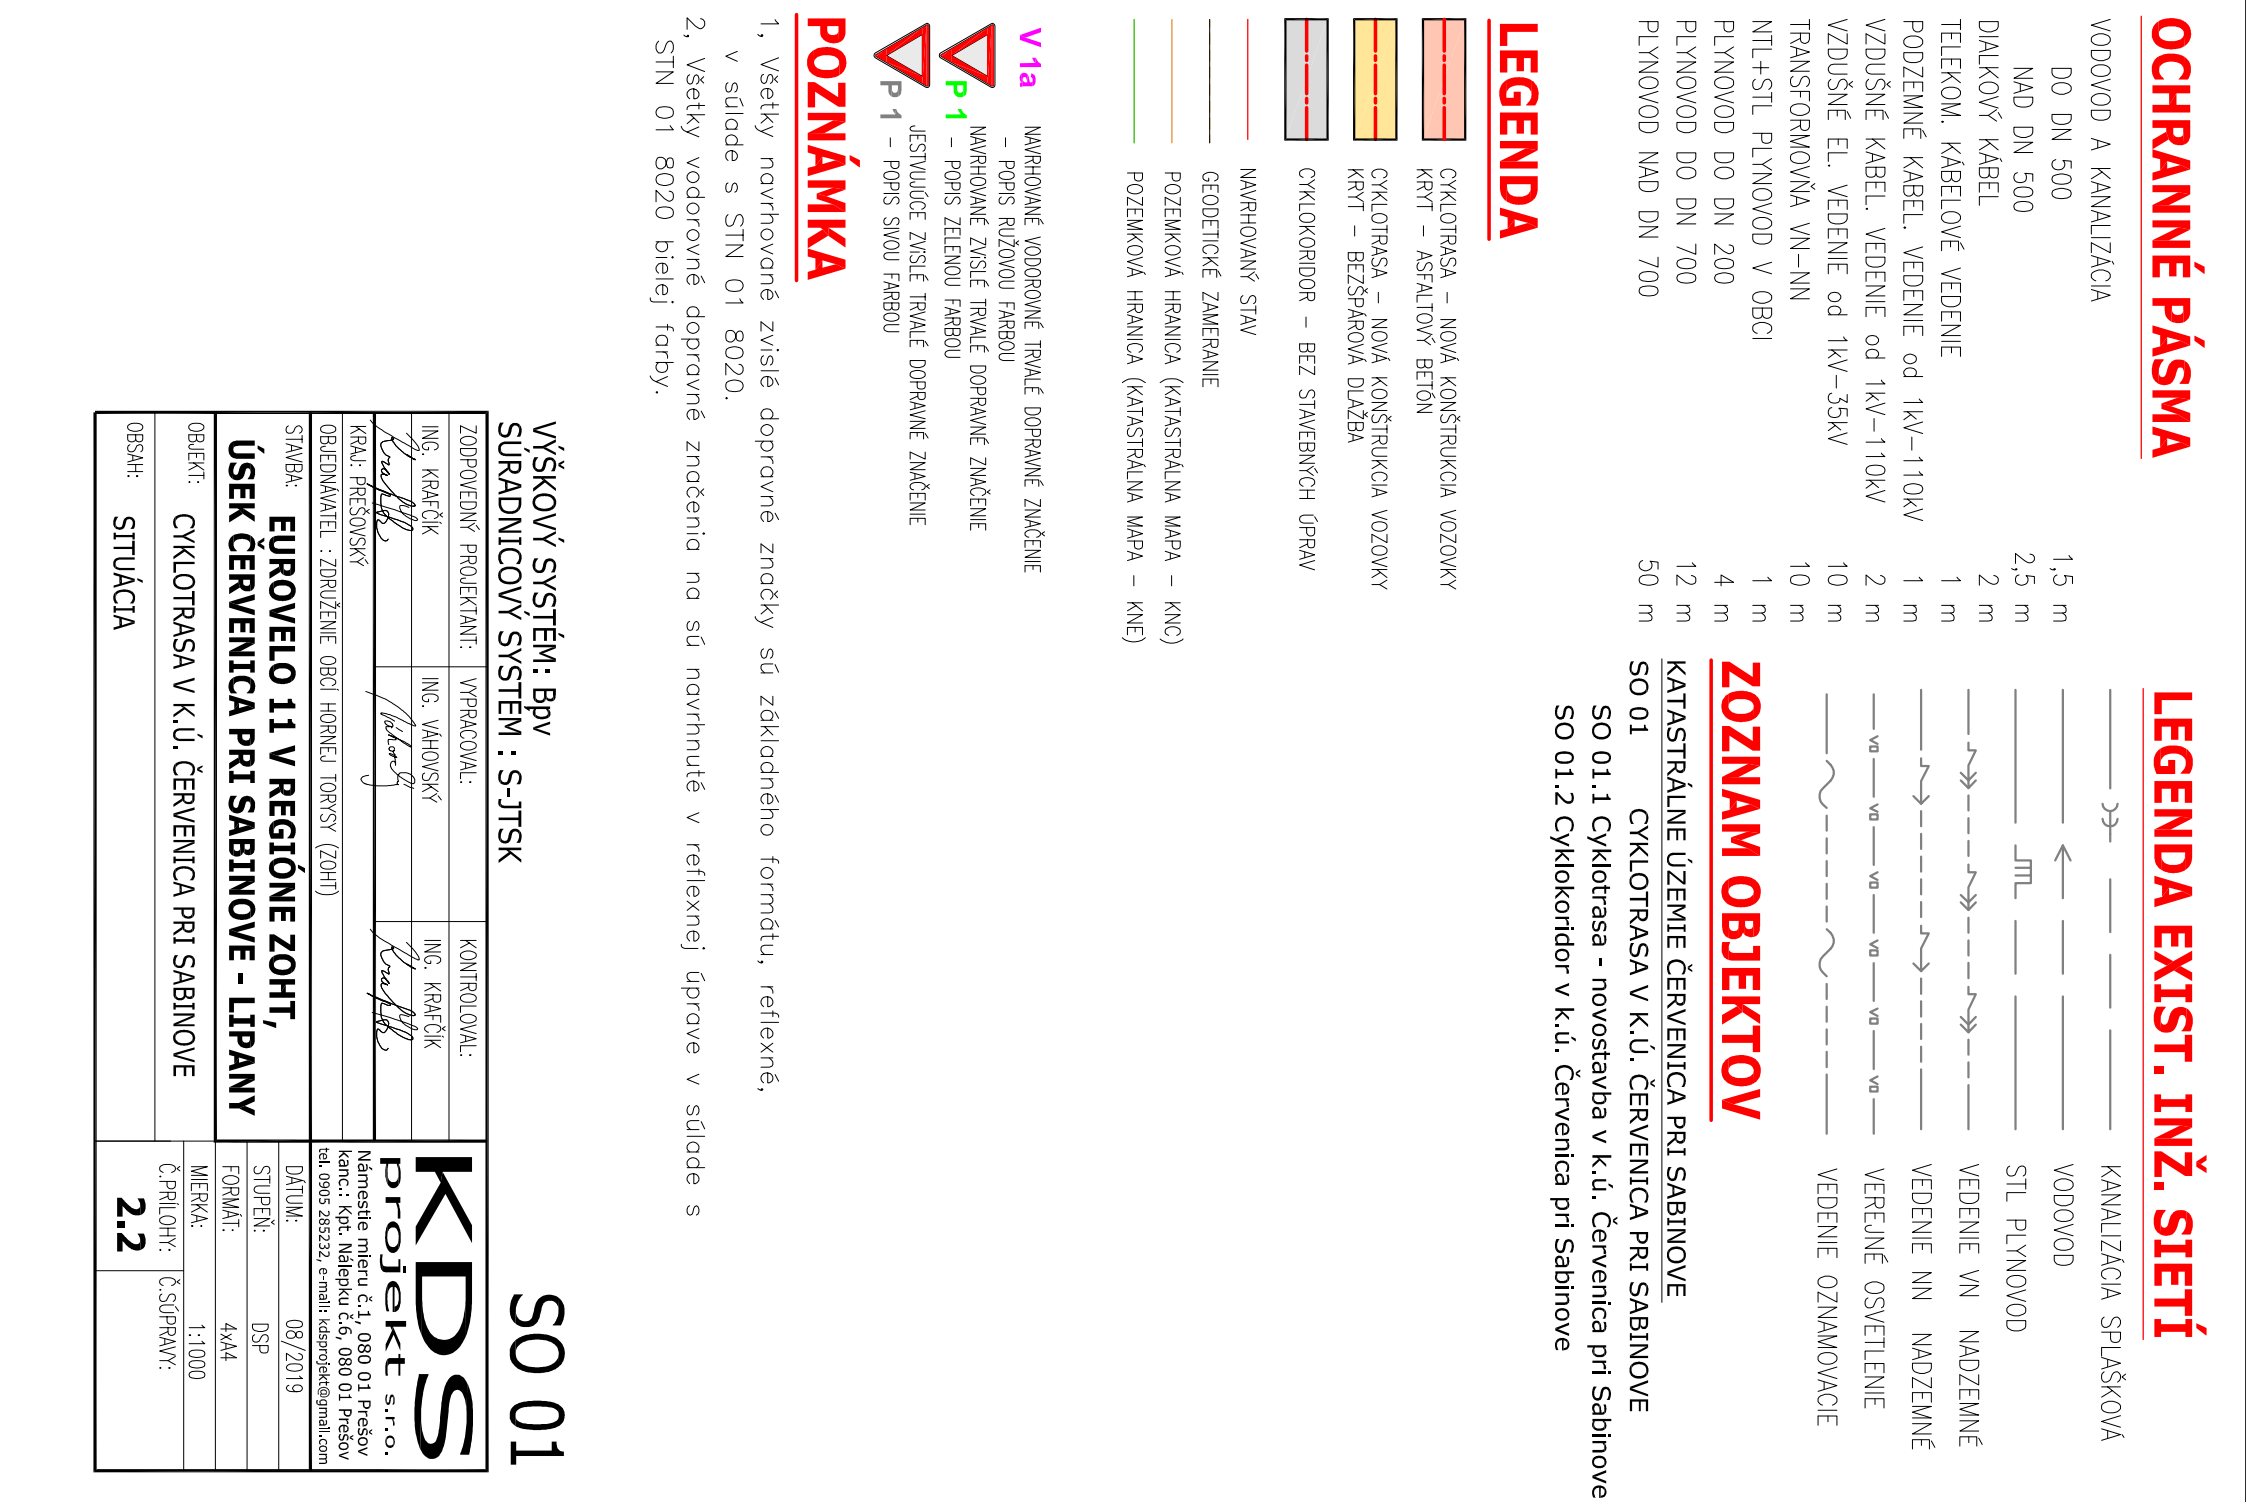 OCHRANNÉ PÁSMA
VODOVOD A KANALIZÁCIA
DO DN 500 1,5 m
NAD DN 500 2,5 m
DIALKOVÝ KÁBEL 2 m
TELEKOM. KÁBELOVÉ VEDENIE 1 m
PODZEMNÉ KABEL. VEDENIE od 1kV-110kV 1 m
VZDUŠNÉ KABEL. VEDENIE od 1kV-110kV 2 m
VZDUŠNÉ EL. VEDENIE od 1kV-35kV 10 m
TRANSFORMOVŇA VN-NN 10 m
NTL+STL PLYNOVOD V OBCI 1 m
PLYNOVOD DO DN 200 4 m
PLYNOVOD DO DN 700 12 m
PLYNOVOD NAD DN 700 50 m
LEGENDA EXIST. INŽ. SIETÍ
KANALIZÁCIA SPLAŠKOVÁ
VODOVOD
STL PLYNOVOD
VEDENIE VN NADZEMNÉ
VEDENIE NN NADZEMNÉ
VO VO VO VO VO VO VEREJNÉ OSVETLENIE
VEDENIE OZNAMOVACIE
ZOZNAM OBJEKTOV
KATASTRÁLNE ÚZEMIE ČERVENICA PRI SABINOVE
SO 01 CYKLOTRASA V K.Ú. ČERVENICA PRI SABINOVE
SO 01.1 Cyklotrasa - novostavba v k.ú. Červenica pri Sabinove
SO 01.2 Cyklokoridor v k.ú. Červenica pri Sabinove
LEGENDA
CYKLOTRASA - NOVÁ KONŠTRUKCIA VOZOVKY
KRYT - ASFALTOVÝ BETÓN
CYKLOTRASA - NOVÁ KONŠTRUKCIA VOZOVKY
KRYT - BEZŠPÁROVÁ DLAŽBA
CYKLOKORIDOR - BEZ STAVEBNÝCH ÚPRAV
NAVRHOVANÝ STAV
GEODETICKÉ ZAMERANIE
POZEMKOVÁ HRANICA (KATASTRÁLNA MAPA - KNC)
POZEMKOVÁ HRANICA (KATASTRÁLNA MAPA - KNE)
V 1a NAVRHOVANÉ VODOROVNÉ TRVALÉ DOPRAVNÉ ZNAČENIE
- POPIS RUŽOVOU FARBOU
P 1 NAVRHOVANÉ ZVISLÉ TRVALÉ DOPRAVNÉ ZNAČENIE
- POPIS ZELENOU FARBOU
P 1 JESTVUJÚCE ZVISLÉ TRVALÉ DOPRAVNÉ ZNAČENIE
- POPIS SIVOU FARBOU
POZNÁMKA
1, Všetky navrhované zvislé dopravné značky sú základného formátu, reflexné,
v súlade s STN 01 8020.
2, Všetky vodorovné dopravné značenia na sú navrhnuté v reflexnej úprave v súlade s
STN 01 8020 bielej farby.
VÝŠKOVÝ SYSTÉM: Bpv
SÚRADNICOVÝ SYSTÉM : S-JTSK
SO 01
ZODPOVEDNÝ PROJEKTANT: VYPRACOVAL: KONTROLOVAL:
ING. KRAFČÍK ING. VÁHOVSKÝ ING. KRAFČÍK
KRAJ: PREŠOVSKÝ
OBJEDNÁVATEL : ZDRUŽENIE OBCÍ HORNEJ TORYSY (ZOHT)
STAVBA:
EUROVELO 11 V REGIÓNE ZOHT,
ÚSEK ČERVENICA PRI SABINOVE - LIPANY
OBJEKT: CYKLOTRASA V K.Ú. ČERVENICA PRI SABINOVE
OBSAH: SITUÁCIA
KDS
projekt s.r.o.
Námestie mieru č.1, 080 01 Prešov
kanc.: Kpt. Nálepku č.6, 080 01 Prešov
tel. 0905 285232, e-mail: kdsprojekt@gmail.com
DÁTUM: 08/2019
STUPEŇ: DSP
FORMÁT: 4xA4
MIERKA: 1:1000
Č.PRÍLOHY: Č.SÚPRAVY:
2.2